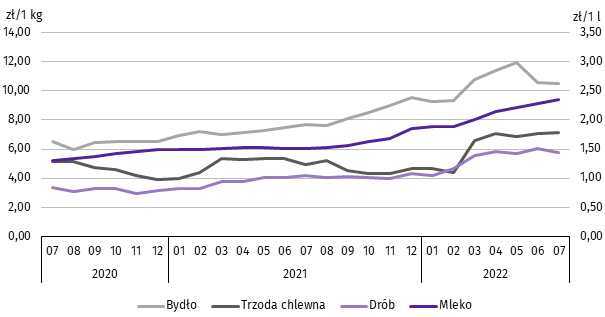 zł/1 kg zł/1 l
14,00 3,50
12,00 3,00
10,00 2,50
8,00 2,00
6,00 1,50
4,00 1,00
2,00 0,50
0,00 0,00
07 08 09 10 11 12 01 02 03 04 05 06 07 08 09 10 11 12 01 02 03 04 05 06 07
2020 2021 2022
Bydło Trzoda chlewna Drób Mleko